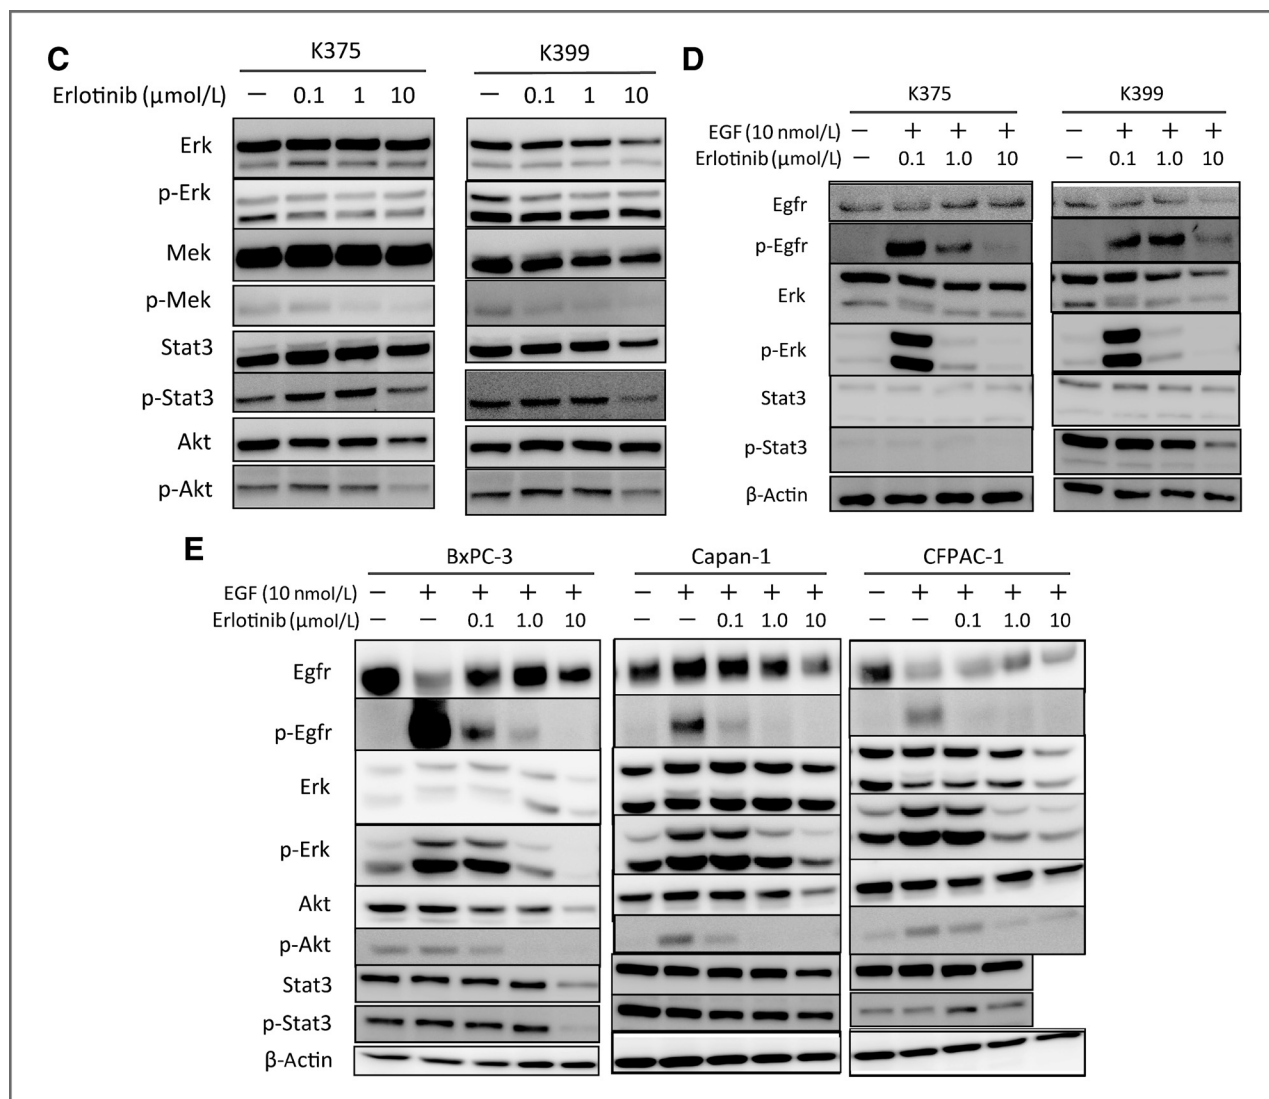 C
K375 K399
Erlotinib (μmol/L) – 0.1 1 10 – 0.1 1 10
Erk
p-Erk
Mek
p-Mek
Stat3
p-Stat3
Akt
p-Akt
D
K375 K399
EGF (10 nmol/L) – + + + – + + +
Erlotinib (μmol/L) – 0.1 1.0 10 – 0.1 1.0 10
Egfr
p-Egfr
Erk
p-Erk
Stat3
p-Stat3
β-Actin
E
BxPC-3 Capan-1 CFPAC-1
EGF (10 nmol/L) – + + + + – + + + + – + + + +
Erlotinib (μmol/L) – – 0.1 1.0 10 – – 0.1 1.0 10 – – 0.1 1.0 10
Egfr
p-Egfr
Erk
p-Erk
Akt
p-Akt
Stat3
p-Stat3
β-Actin